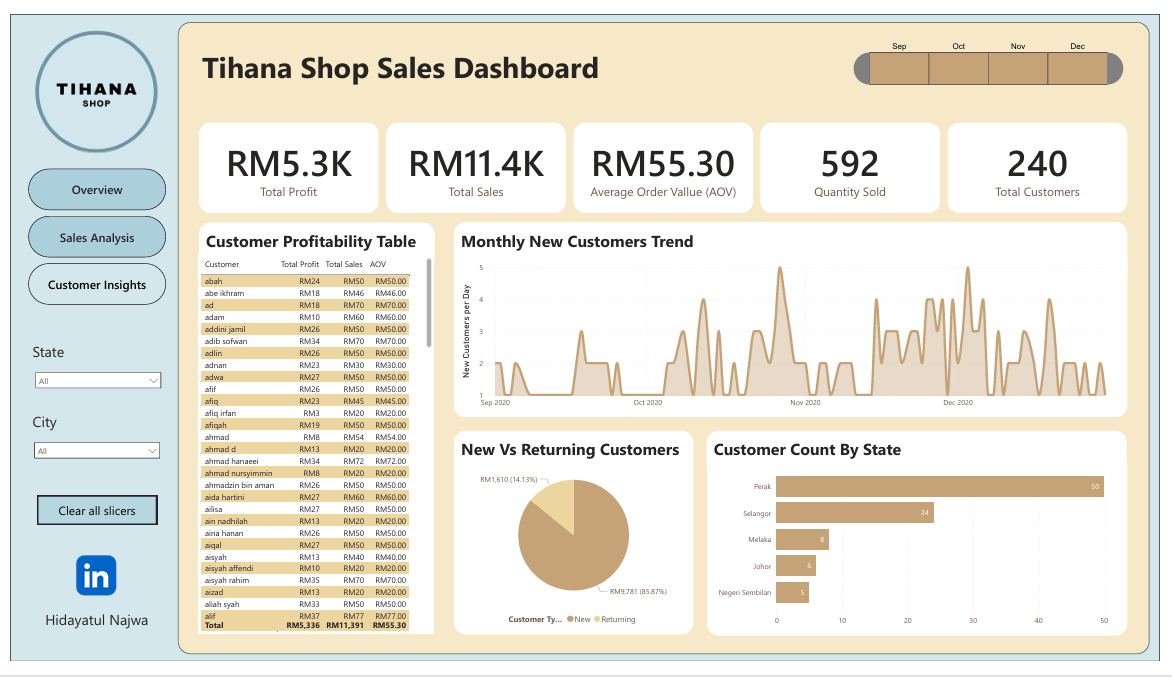 TIHANA
SHOP
Overview
Sales Analysis
Customer Insights
State
All
City
All
Clear all slicers
in
Hidayatul Najwa
Tihana Shop Sales Dashboard
Sep Oct Nov Dec
RM5.3K
Total Profit
RM11.4K
Total Sales
RM55.30
Average Order Vallue (AOV)
592
Quantity Sold
240
Total Customers
Customer Profitability Table
Customer Total Profit Total Sales AOV
abah RM24 RM50 RM50.00
abe ikhram RM18 RM46 RM46.00
ad RM18 RM70 RM70.00
adam RM10 RM60 RM60.00
addini jamil RM26 RM50 RM50.00
adib sofwan RM34 RM70 RM70.00
adlin RM26 RM50 RM50.00
adnan RM23 RM30 RM30.00
adwa RM27 RM50 RM50.00
afif RM26 RM50 RM50.00
afiq RM23 RM45 RM45.00
afiq irfan RM3 RM20 RM20.00
afiqah RM19 RM50 RM50.00
ahmad RM8 RM54 RM54.00
ahmad d RM13 RM20 RM20.00
ahmad hanaeei RM34 RM72 RM72.00
ahmad nursyimmin RM8 RM20 RM20.00
ahmadzin bin aman RM26 RM50 RM50.00
aida hartini RM27 RM60 RM60.00
ailisa RM27 RM50 RM50.00
ain nadhilah RM13 RM20 RM20.00
aina hanan RM26 RM50 RM50.00
aiqal RM27 RM50 RM50.00
aisyah RM13 RM40 RM40.00
aisyah affendi RM10 RM20 RM20.00
aisyah rahim RM35 RM70 RM70.00
aizad RM13 RM20 RM20.00
aliah syah RM33 RM50 RM50.00
alif RM37 RM77 RM77.00
Total RM5,336 RM11,391 RM55.30
Monthly New Customers Trend
New Customers per Day
5
4
3
2
1
Sep 2020 Oct 2020 Nov 2020 Dec 2020
New Vs Returning Customers
RM1,610 (14.13%)
RM9,781 (85.87%)
Customer Ty... New Returning
Customer Count By State
Perak 50
Selangor 24
Melaka 8
Johor 6
Negeri Sembilan 5
0 10 20 30 40 50